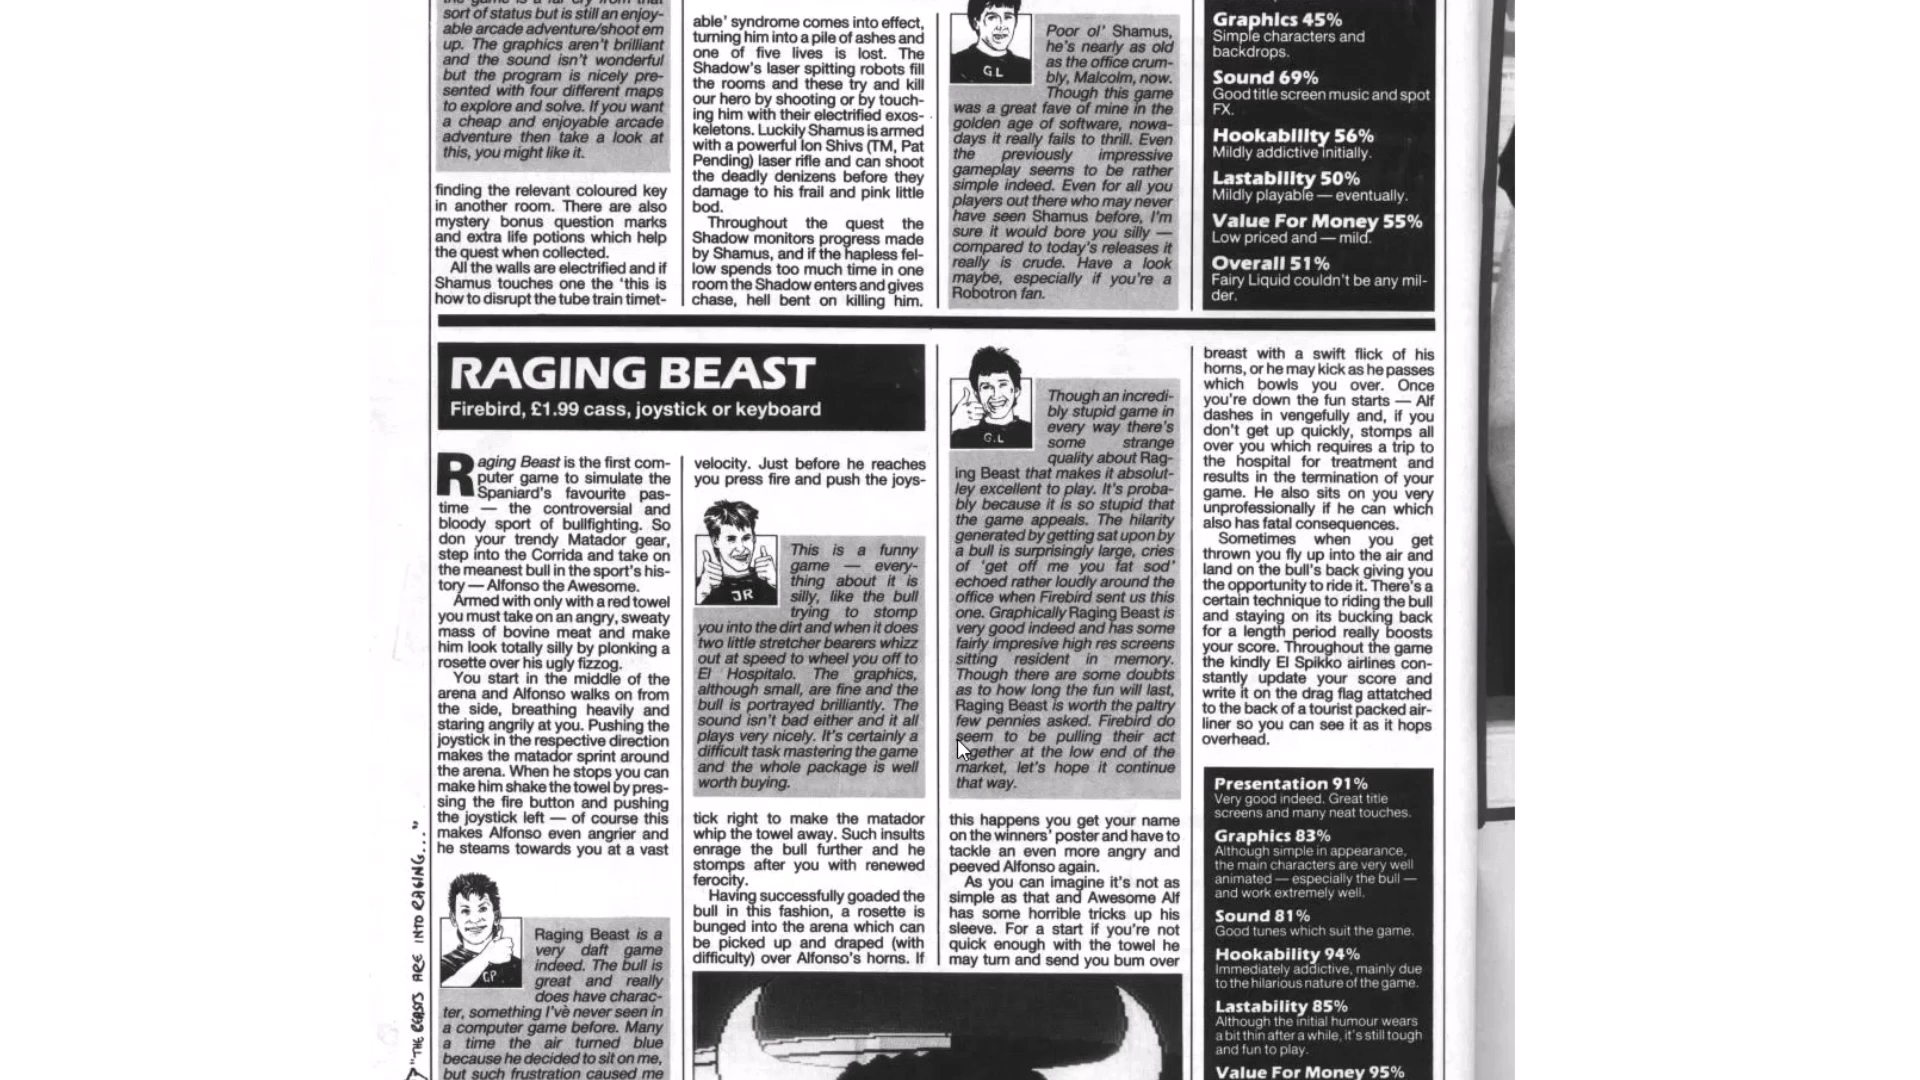 the game is a far cry from that
sort of status but is still an enjoy-
able arcade adventure/shoot em
up. The graphics aren't brilliant
and the sound isn't wonderful
but the program is nicely pre-
sented with four different maps
to explore and solve. If you want
a cheap and enjoyable arcade
adventure then take a look at
this, you might like it.
finding the relevant coloured key
in another room. There are also
mystery bonus question marks
and extra life potions which help
the quest when collected.
All the walls are electrified and if
Shamus touches one the 'this is
how to disrupt the tube train timet-
able' syndrome comes into effect,
turning him into a pile of ashes and
one of five lives is lost. The
Shadow's laser spitting robots fill
the rooms and these try and kill
our hero by shooting or by touch-
ing him with their electrified exos-
keletons. Luckily Shamus is armed
with a powerful Ion Shivs (TM, Pat
Pending) laser rifle and can shoot
the deadly denizens before they
damage to his frail and pink little
bod.
Throughout the quest the
Shadow monitors progress made
by Shamus, and if the hapless fel-
low spends too much time in one
room the Shadow enters and gives
chase, hell bent on killing him.
GL
Poor ol' Shamus,
he's nearly as old
as the office crum-
bly, Malcolm, now.
Though this game
was a great fave of mine in the
golden age of software, nowa-
days it really fails to thrill. Even
the previously impressive
gameplay seems to be rather
simple indeed. Even for all you
players out there who may never
have seen Shamus before, I'm
sure it would bore you silly —
compared to today's releases it
really is crude. Have a look
maybe, especially if you're a
Robotron fan.
Graphics 45%
Simple characters and
backdrops.
Sound 69%
Good title screen music and spot
FX.
Hookability 56%
Mildly addictive initially.
Lastability 50%
Mildly playable — eventually.
Value For Money 55%
Low priced and — mild.
Overall 51%
Fairy Liquid couldn't be any mil-
der.
RAGING BEAST
Firebird, £1.99 cass, joystick or keyboard
Raging Beast is the first com-
puter game to simulate the
Spaniard's favourite pas-
time — the controversial and
bloody sport of bullfighting. So
don your trendy Matador gear,
step into the Corrida and take on
the meanest bull in the sport's his-
tory — Alfonso the Awesome.
Armed with only with a red towel
you must take on an angry, sweaty
mass of bovine meat and make
him look totally silly by plonking a
rosette over his ugly fizzog.
You start in the middle of the
arena and Alfonso walks on from
the side, breathing heavily and
staring angrily at you. Pushing the
joystick in the respective direction
makes the matador sprint around
the arena. When he stops you can
make him shake the towel by pres-
sing the fire button and pushing
the joystick left — of course this
makes Alfonso even angrier and
he steams towards you at a vast
GP
Raging Beast is a
very daft game
indeed. The bull is
great and really
does have charac-
ter, something I've never seen in
a computer game before. Many
a time the air turned blue
because he decided to sit on me,
but such frustration caused me
velocity. Just before he reaches
you press fire and push the joys-
JR
This is a funny
game — every-
thing about it is
silly, like the bull
trying to stomp
you into the dirt and when it does
two little stretcher bearers whizz
out at speed to wheel you off to
El Hospitalo. The graphics,
although small, are fine and the
bull is portrayed brilliantly. The
sound isn't bad either and it all
plays very nicely. It's certainly a
difficult task mastering the game
and the whole package is well
worth buying.
tick right to make the matador
whip the towel away. Such insults
enrage the bull further and he
stomps after you with renewed
ferocity.
Having successfully goaded the
bull in this fashion, a rosette is
bunged into the arena which can
be picked up and draped (with
difficulty) over Alfonso's horns. If
G.L
Though an incredi-
bly stupid game in
every way there's
some strange
quality about Rag-
ing Beast that makes it absolut-
ley excellent to play. It's proba-
bly because it is so stupid that
the game appeals. The hilarity
generated by getting sat upon by
a bull is surprisingly large, cries
of 'get off me you fat sod'
echoed rather loudly around the
office when Firebird sent us this
one. Graphically Raging Beast is
very good indeed and has some
fairly impresive high res screens
sitting resident in memory.
Though there are some doubts
as to how long the fun will last,
Raging Beast is worth the paltry
few pennies asked. Firebird do
seem to be pulling their act
together at the low end of the
market, let's hope it continue
that way.
this happens you get your name
on the winners' poster and have to
tackle an even more angry and
peeved Alfonso again.
As you can imagine it's not as
simple as that and Awesome Alf
has some horrible tricks up his
sleeve. For a start if you're not
quick enough with the towel he
may turn and send you bum over
breast with a swift flick of his
horns, or he may kick as he passes
which bowls you over. Once
you're down the fun starts — Alf
dashes in vengefully and, if you
don't get up quickly, stomps all
over you which requires a trip to
the hospital for treatment and
results in the termination of your
game. He also sits on you very
unprofessionally if he can which
also has fatal consequences.
Sometimes when you get
thrown you fly up into the air and
land on the bull's back giving you
the opportunity to ride it. There's a
certain technique to riding the bull
and staying on its bucking back
for a length period really boosts
your score. Throughout the game
the kindly El Spikko airlines con-
stantly update your score and
write it on the drag flag attatched
to the back of a tourist packed air-
liner so you can see it as it hops
overhead.
Presentation 91%
Very good indeed. Great title
screens and many neat touches.
Graphics 83%
Although simple in appearance,
the main characters are very well
animated — especially the bull —
and work extremely well.
Sound 81%
Good tunes which suit the game.
Hookability 94%
Immediately addictive, mainly due
to the hilarious nature of the game.
Lastability 85%
Although the initial humour wears
a bit thin after a while, it's still tough
and fun to play.
Value For Money 95%
"THE BEASTS ARE INTO RAGING..."